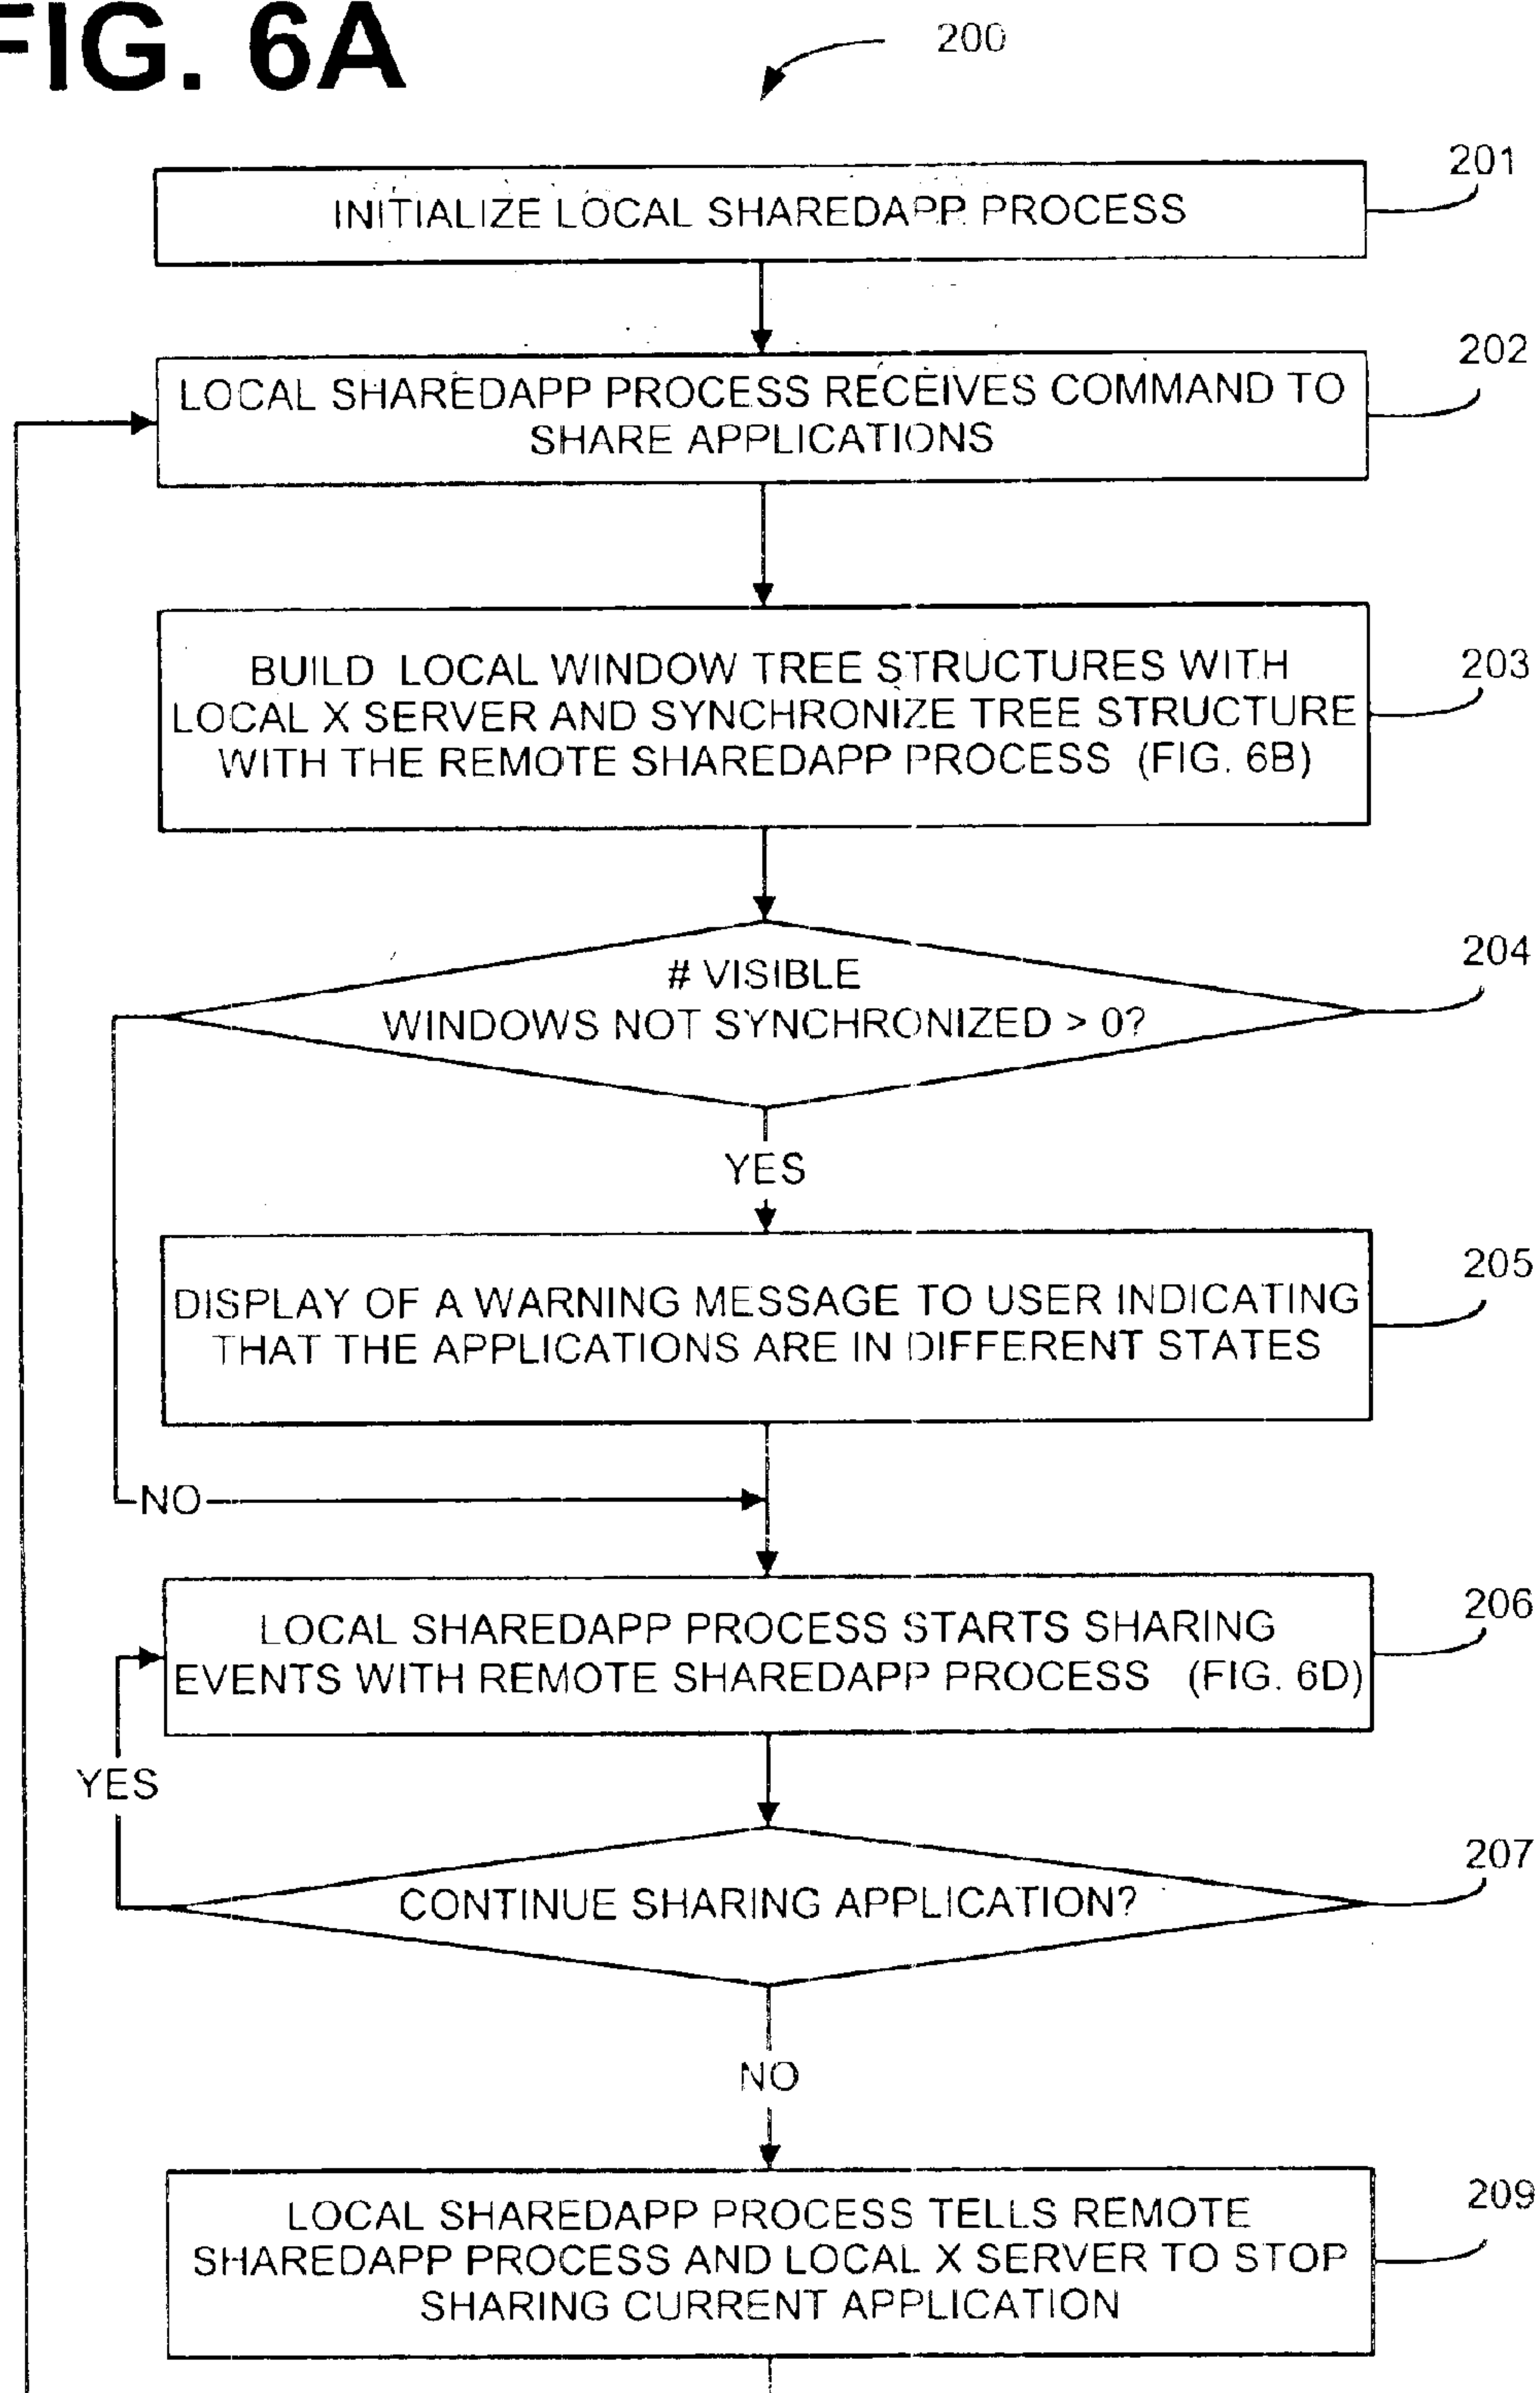 FIG. 6A
200
INITIALIZE LOCAL SHAREDAPP PROCESS
201
LOCAL SHAREDAPP PROCESS RECEIVES COMMAND TO
SHARE APPLICATIONS
202
BUILD LOCAL WINDOW TREE STRUCTURES WITH
LOCAL X SERVER AND SYNCHRONIZE TREE STRUCTURE
WITH THE REMOTE SHAREDAPP PROCESS (FIG. 6B)
203
# VISIBLE
WINDOWS NOT SYNCHRONIZED > 0?
204
YES
DISPLAY OF A WARNING MESSAGE TO USER INDICATING
THAT THE APPLICATIONS ARE IN DIFFERENT STATES
205
NO
LOCAL SHAREDAPP PROCESS STARTS SHARING
EVENTS WITH REMOTE SHAREDAPP PROCESS (FIG. 6D)
206
YES
CONTINUE SHARING APPLICATION?
207
NO
LOCAL SHAREDAPP PROCESS TELLS REMOTE
SHAREDAPP PROCESS AND LOCAL X SERVER TO STOP
SHARING CURRENT APPLICATION
209